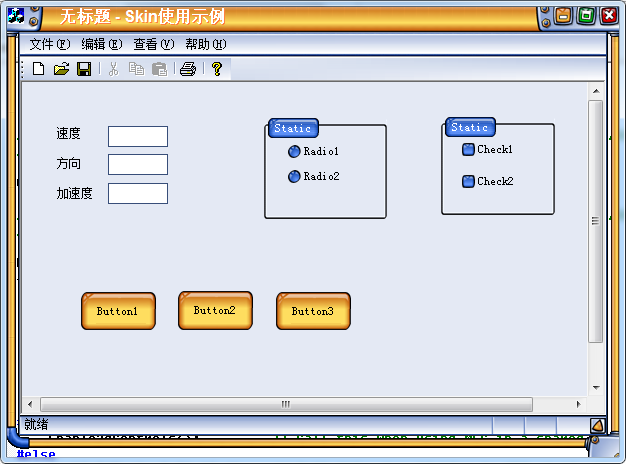 无标题 - Skin使用示例
文件(F) 编辑(E) 查看(V) 帮助(H)
速度
方向
加速度
Static
Radio1
Radio2
Static
Check1
Check2
Button1 Button2 Button3
就绪
#else